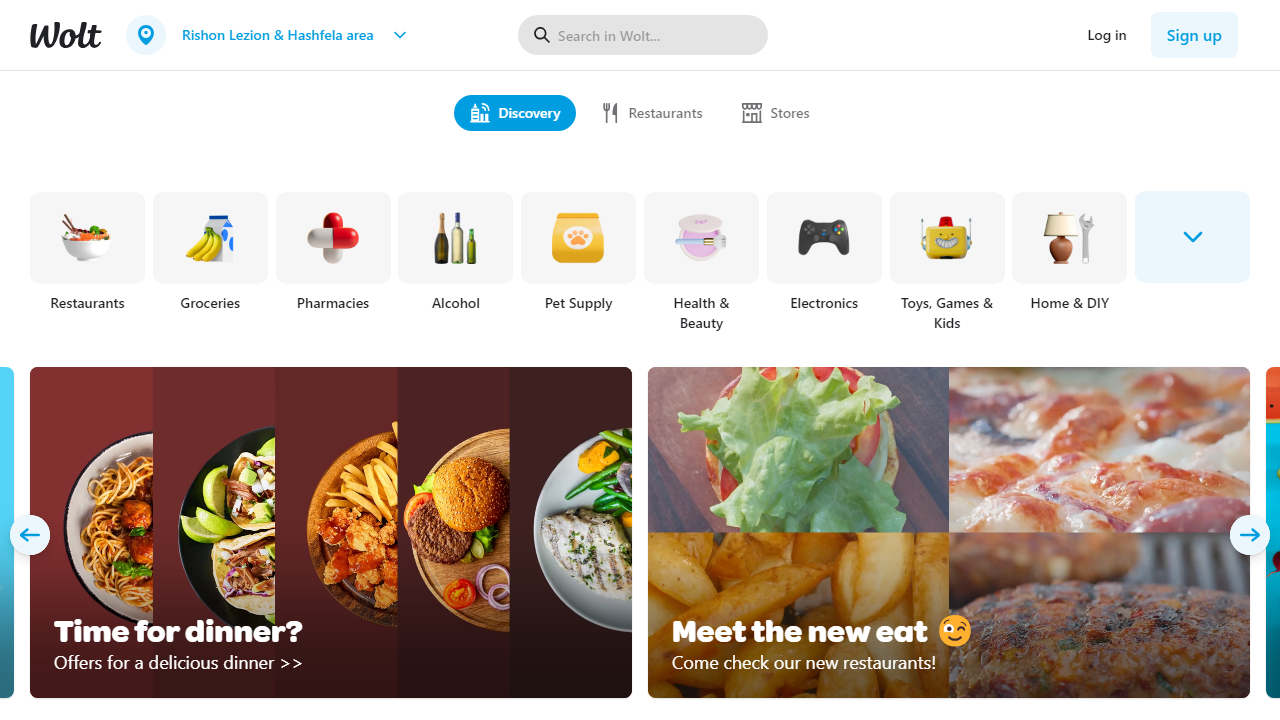 Wolt
Rishon Lezion & Hashfela area
Search in Wolt...
Log in
Sign up
Discovery
Restaurants
Stores
Restaurants
Groceries
Pharmacies
Alcohol
Pet Supply
Health &
Beauty
Electronics
Toys, Games &
Kids
Home & DIY
Time for dinner?
Offers for a delicious dinner >>
Meet the new eat 😉
Come check our new restaurants!